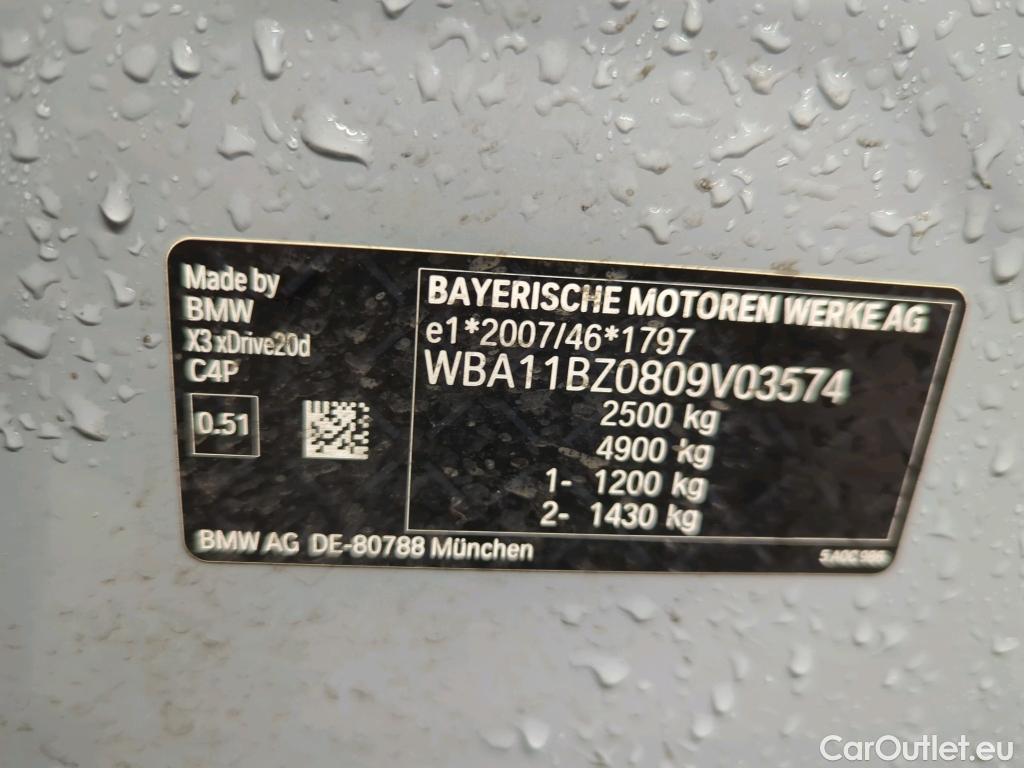 Made by
BMW
X3 xDrive20d
C4P
0.51
BAYERISCHE MOTOREN WERKE AG
e1*2007/46*1797
WBA11BZ0809V03574
2500 kg
4900 kg
1- 1200 kg
2- 1430 kg
BMW AG DE-80788 München
CarOutlet.eu